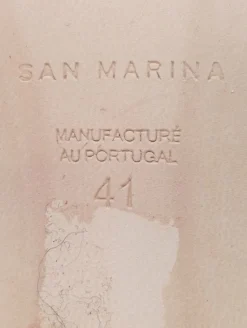 SAN MARINA
MANUFACTURÉ
AU PORTUGAL
41